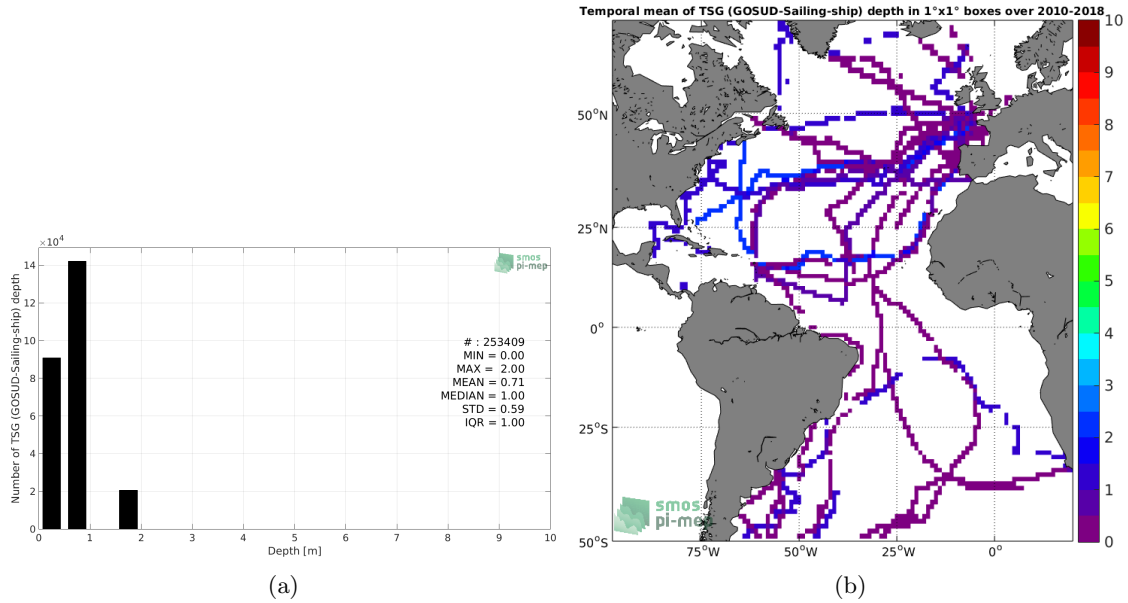 ×10⁴
14
12
10
8
6
4
2
0
Number of TSG (GOSUD-Sailing-ship) depth
smos
pi-mep
# : 253409
MIN = 0.00
MAX = 2.00
MEAN = 0.71
MEDIAN = 1.00
STD = 0.59
IQR = 1.00
0 1 2 3 4 5 6 7 8 9 10
Depth [m]
(a)
Temporal mean of TSG (GOSUD-Sailing-ship) depth in 1°x1° boxes over 2010-2018
50°N
25°N
0°
25°S
50°S
75°W 50°W 25°W 0°
smos
pi-mep
10
9
8
7
6
5
4
3
2
1
0
(b)